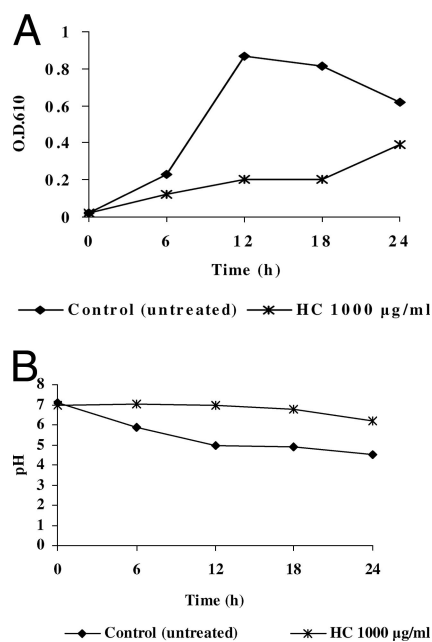 A
1
0.8
0.6
0.4
0.2
0
O.D.610
0 6 12 18 24
Time (h)
Control (untreated) HC 1000 µg/ml
B
8
7
6
5
4
3
2
1
0
pH
0 6 12 18 24
Time (h)
Control (untreated) HC 1000 µg/ml